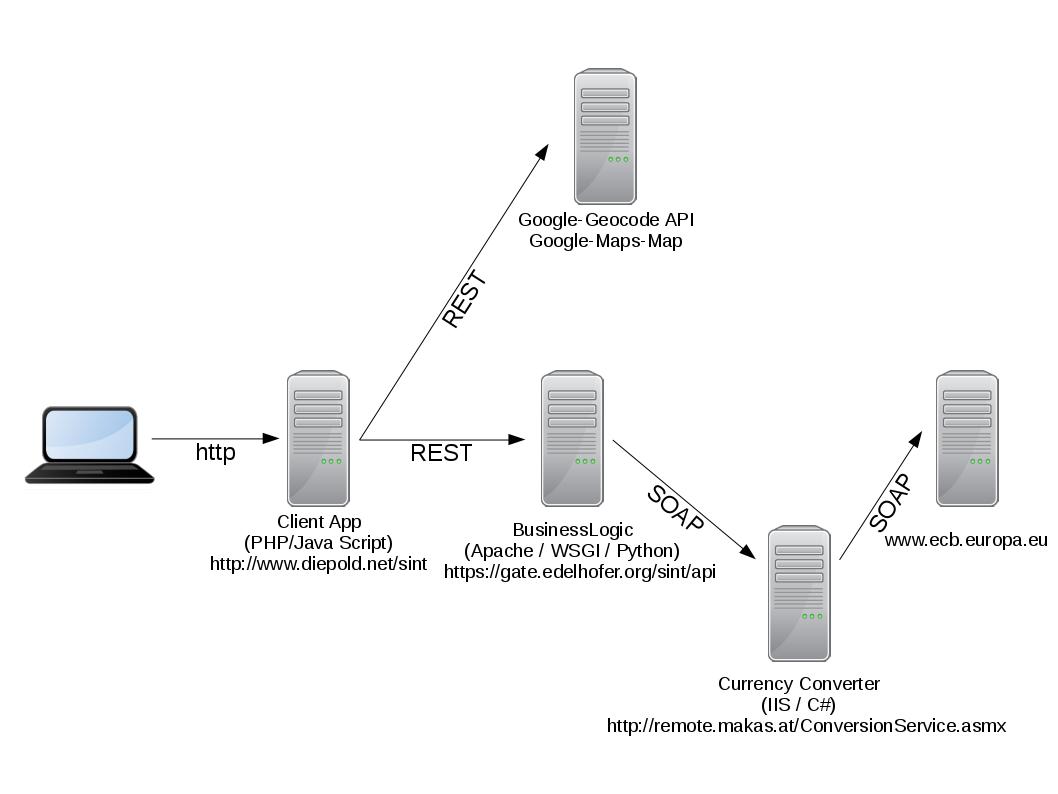 Google-Geocode API
Google-Maps-Map
REST
http
REST
Client App
(PHP/Java Script)
http://www.diepold.net/sint
BusinessLogic
(Apache / WSGI / Python)
https://gate.edelhofer.org/sint/api
SOAP
SOAP
www.ecb.europa.eu
Currency Converter
(IIS / C#)
http://remote.makas.at/ConversionService.asmx